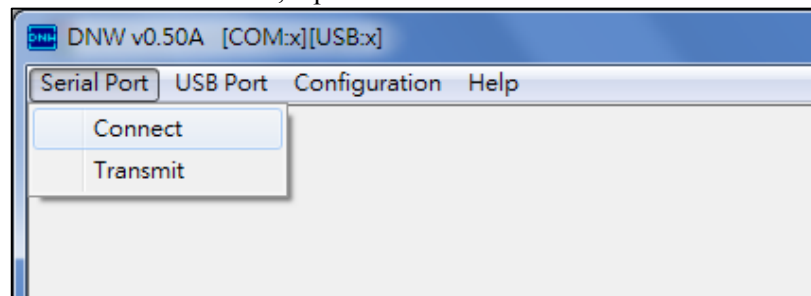 DNW v0.50A [COM:x][USB:x]
Serial Port USB Port Configuration Help
Connect
Transmit